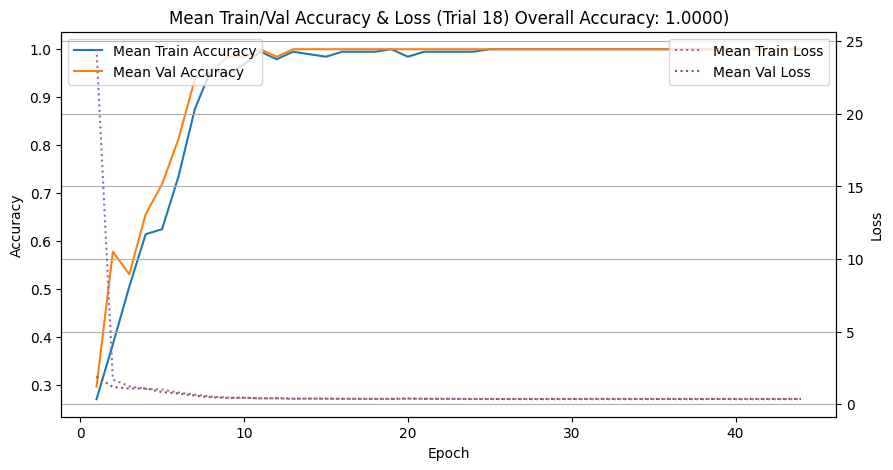 Mean Train/Val Accuracy & Loss (Trial 18) Overall Accuracy: 1.0000)
Mean Train Accuracy
Mean Val Accuracy
Mean Train Loss
Mean Val Loss
Accuracy
1.0
0.9
0.8
0.7
0.6
0.5
0.4
0.3
25
20
15
10
5
0
Loss
0
10
20
30
40
Epoch